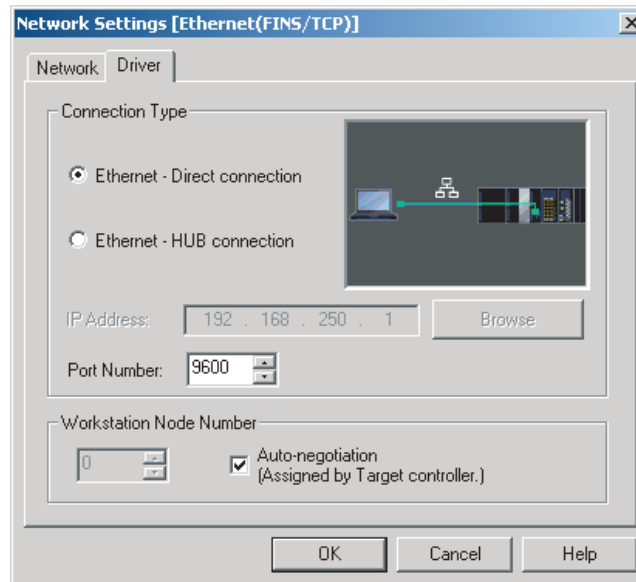 Network Settings [Ethernet(FINS/TCP)]
Network
Driver
Connection Type
Ethernet - Direct connection
Ethernet - HUB connection
IP Address: 192 . 168 . 250 . 1 Browse
Port Number: 9600
Workstation Node Number
0
Auto-negotiation
(Assigned by Target controller.)
OK Cancel Help